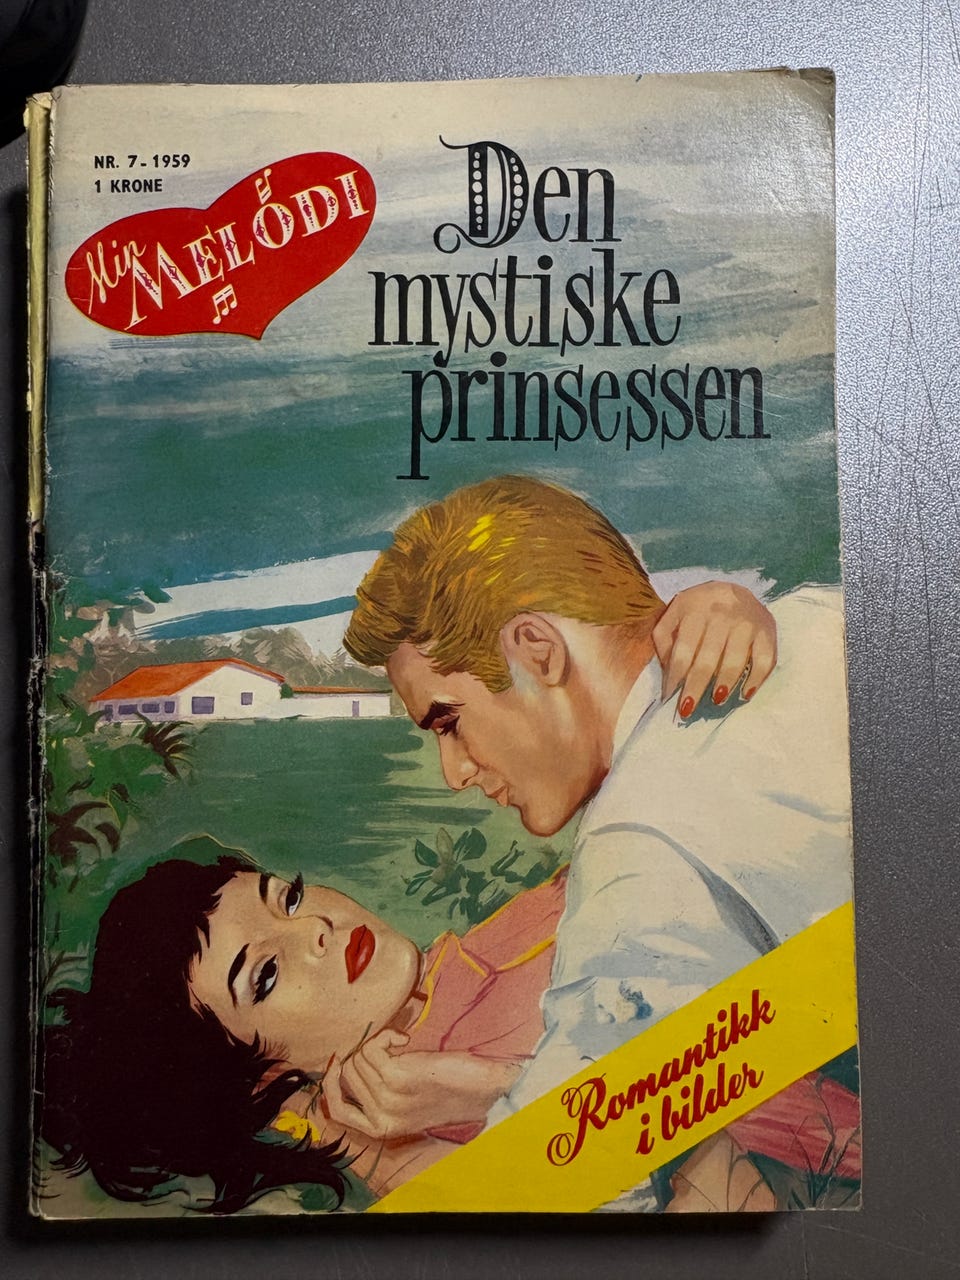 NR. 7 - 1959
1 KRONE
Min
MELODI
Den
mystiske
prinsessen
Romantikk
i bilder